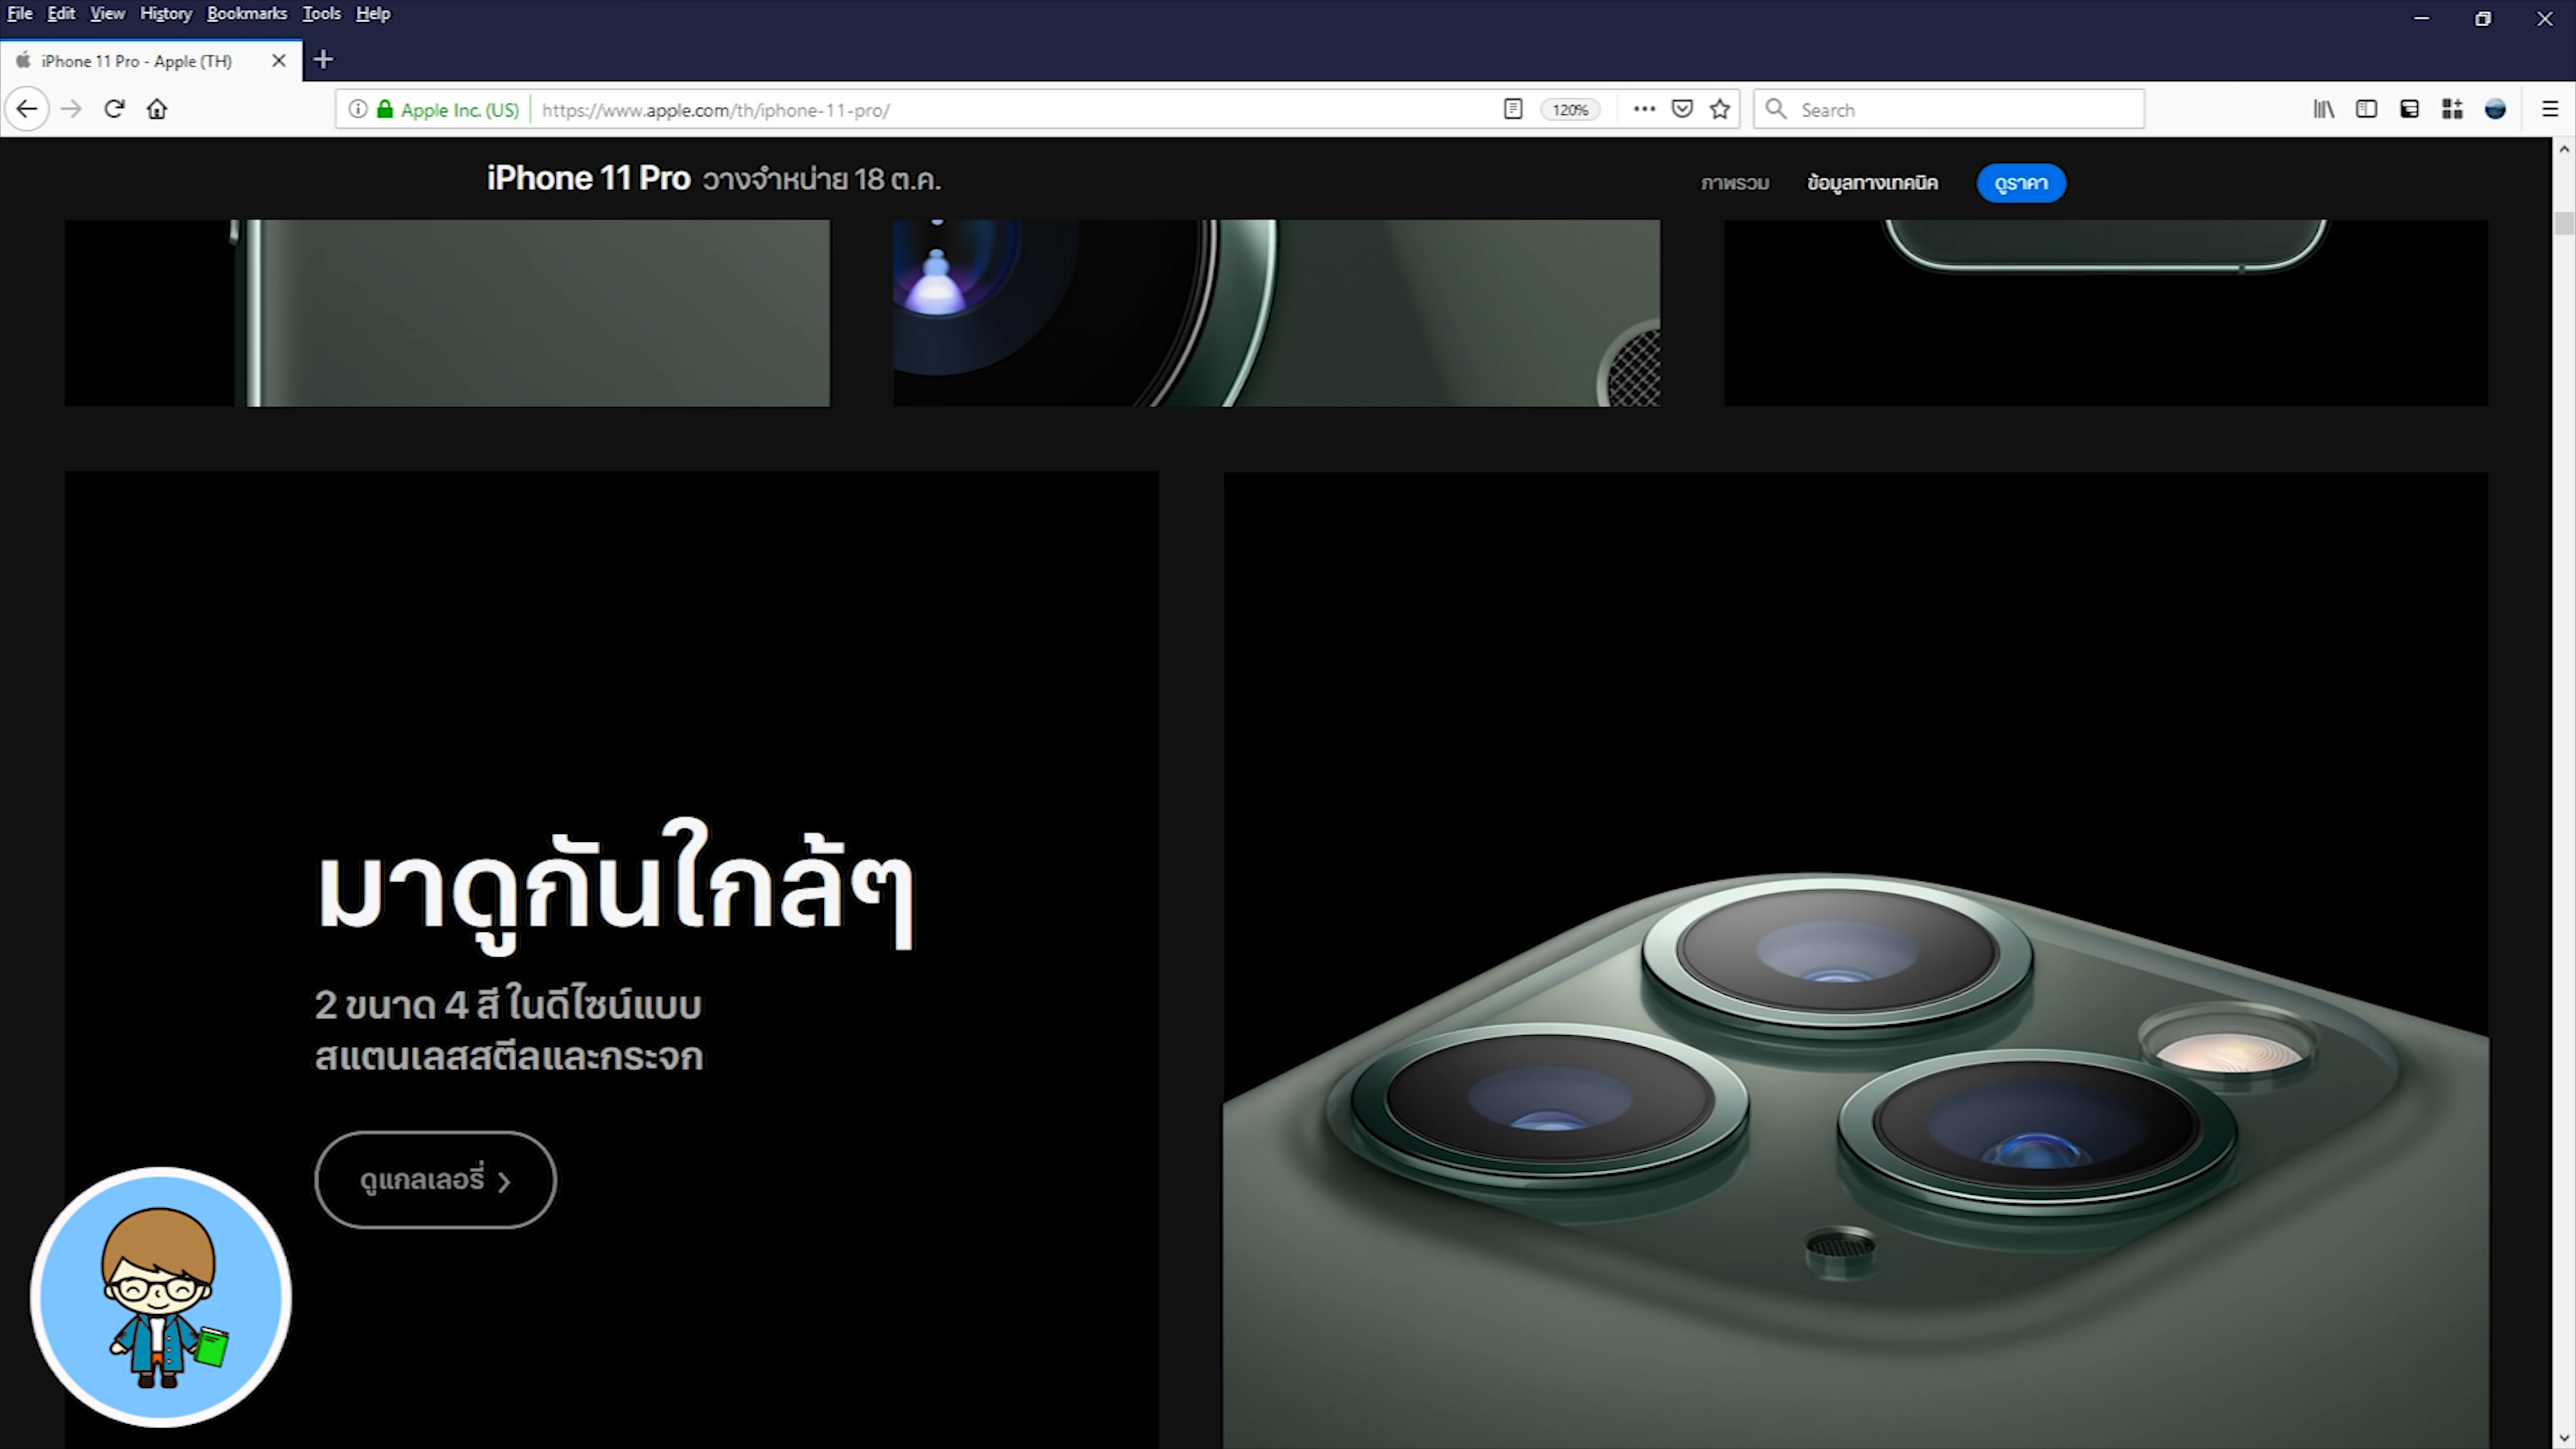 File Edit View History Bookmarks Tools Help
iPhone 11 Pro - Apple (TH)
Apple Inc. (US) https://www.apple.com/th/iphone-11-pro/ 120% Search
iPhone 11 Pro วางจำหน่าย 18 ต.ค. ภาพรวม ข้อมูลทางเทคนิค ดูราคา
มาดูกันใกล้ๆ
2 ขนาด 4 สี ในดีไซน์แบบ
สแตนเลสสตีลและกระจก
ดูแกลเลอรี่